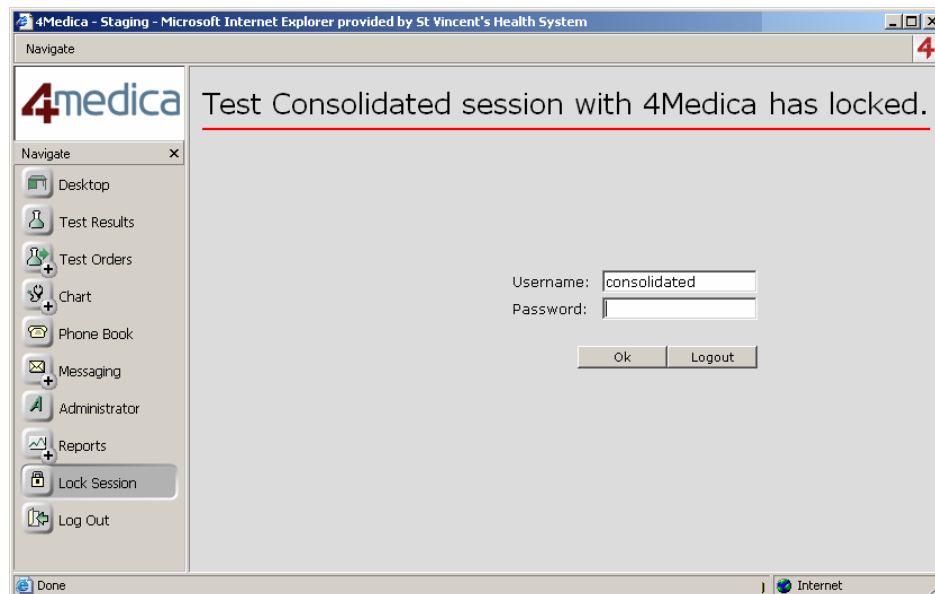 4Medica - Staging - Microsoft Internet Explorer provided by St Vincent's Health System
Navigate
4
4medica
Test Consolidated session with 4Medica has locked.
Navigate
Desktop
Test Results
Test Orders
Chart
Phone Book
Messaging
Administrator
Reports
Lock Session
Log Out
Username: consolidated
Password:
Ok Logout
Done
Internet